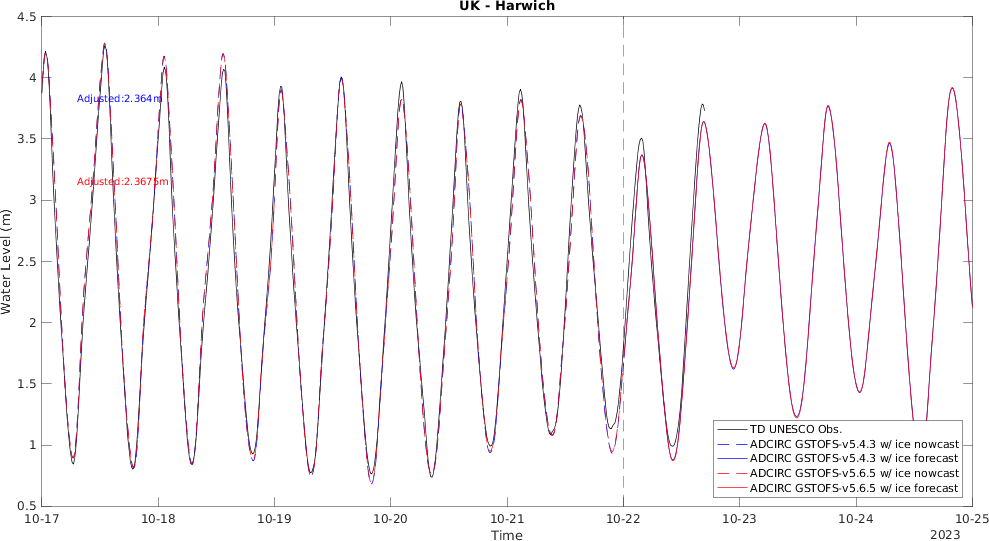 UK - Harwich
4.5
4
3.5
3
2.5
2
1.5
1
0.5
Water Level (m)
Adjusted:2.364m
Adjusted:2.3675m
TD UNESCO Obs.
ADCIRC GSTOFS-v5.4.3 w/ ice nowcast
ADCIRC GSTOFS-v5.4.3 w/ ice forecast
ADCIRC GSTOFS-v5.6.5 w/ ice nowcast
ADCIRC GSTOFS-v5.6.5 w/ ice forecast
10-17 10-18 10-19 10-20 10-21 10-22 10-23 10-24 10-25
Time
2023